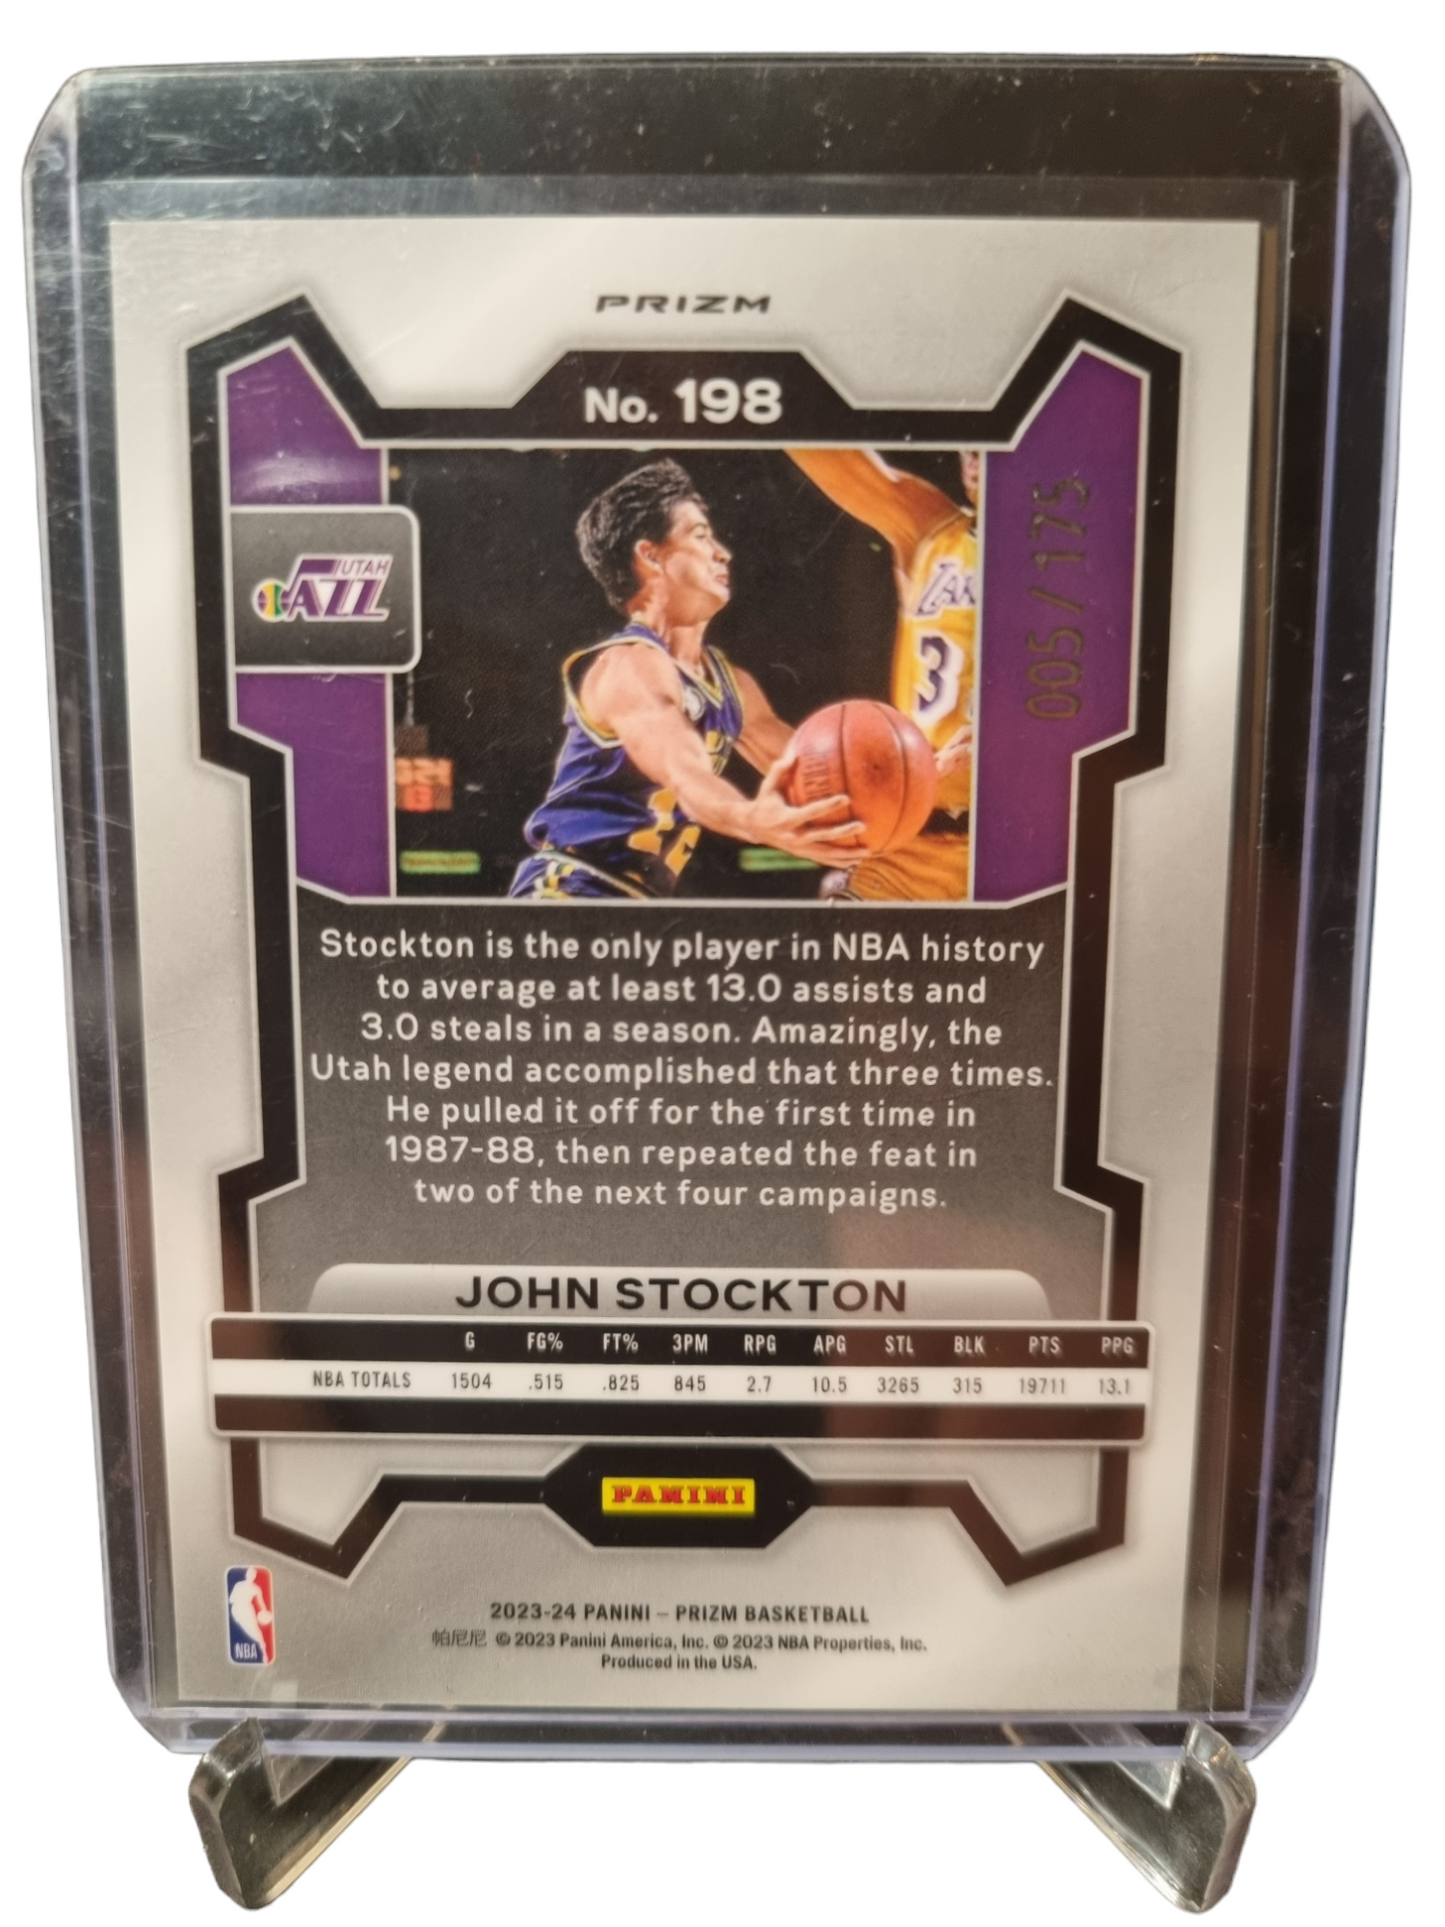 PRIZM
No. 198
UTAH
JAZZ
005/175
LAK
3
12
Stockton is the only player in NBA history
to average at least 13.0 assists and
3.0 steals in a season. Amazingly, the
Utah legend accomplished that three times.
He pulled it off for the first time in
1987-88, then repeated the feat in
two of the next four campaigns.
JOHN STOCKTON
G FG% FT% 3PM RPG APG STL BLK PTS PPG
NBA TOTALS 1504 .515 .825 845 2.7 10.5 3265 315 19711 13.1
PANINI
NBA
2023-24 PANINI – PRIZM BASKETBALL
帕尼尼 © 2023 Panini America, Inc. © 2023 NBA Properties, Inc.
Produced in the USA.